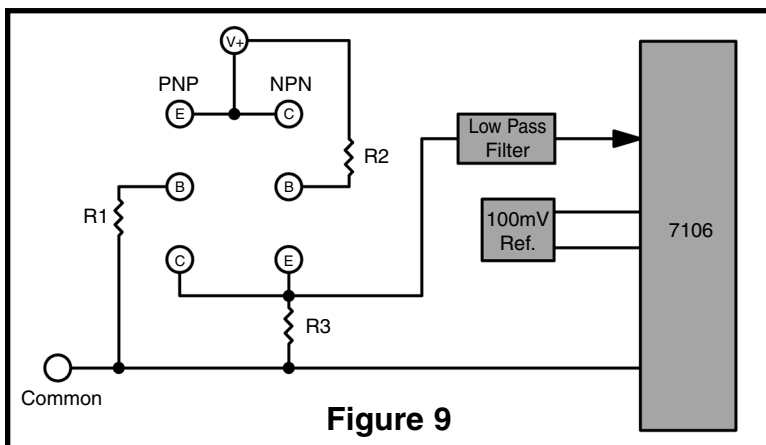 V+
PNP
NPN
E
C
R2
Low Pass
Filter
B
B
R1
100mV
Ref.
7106
C
E
R3
Common
Figure 9